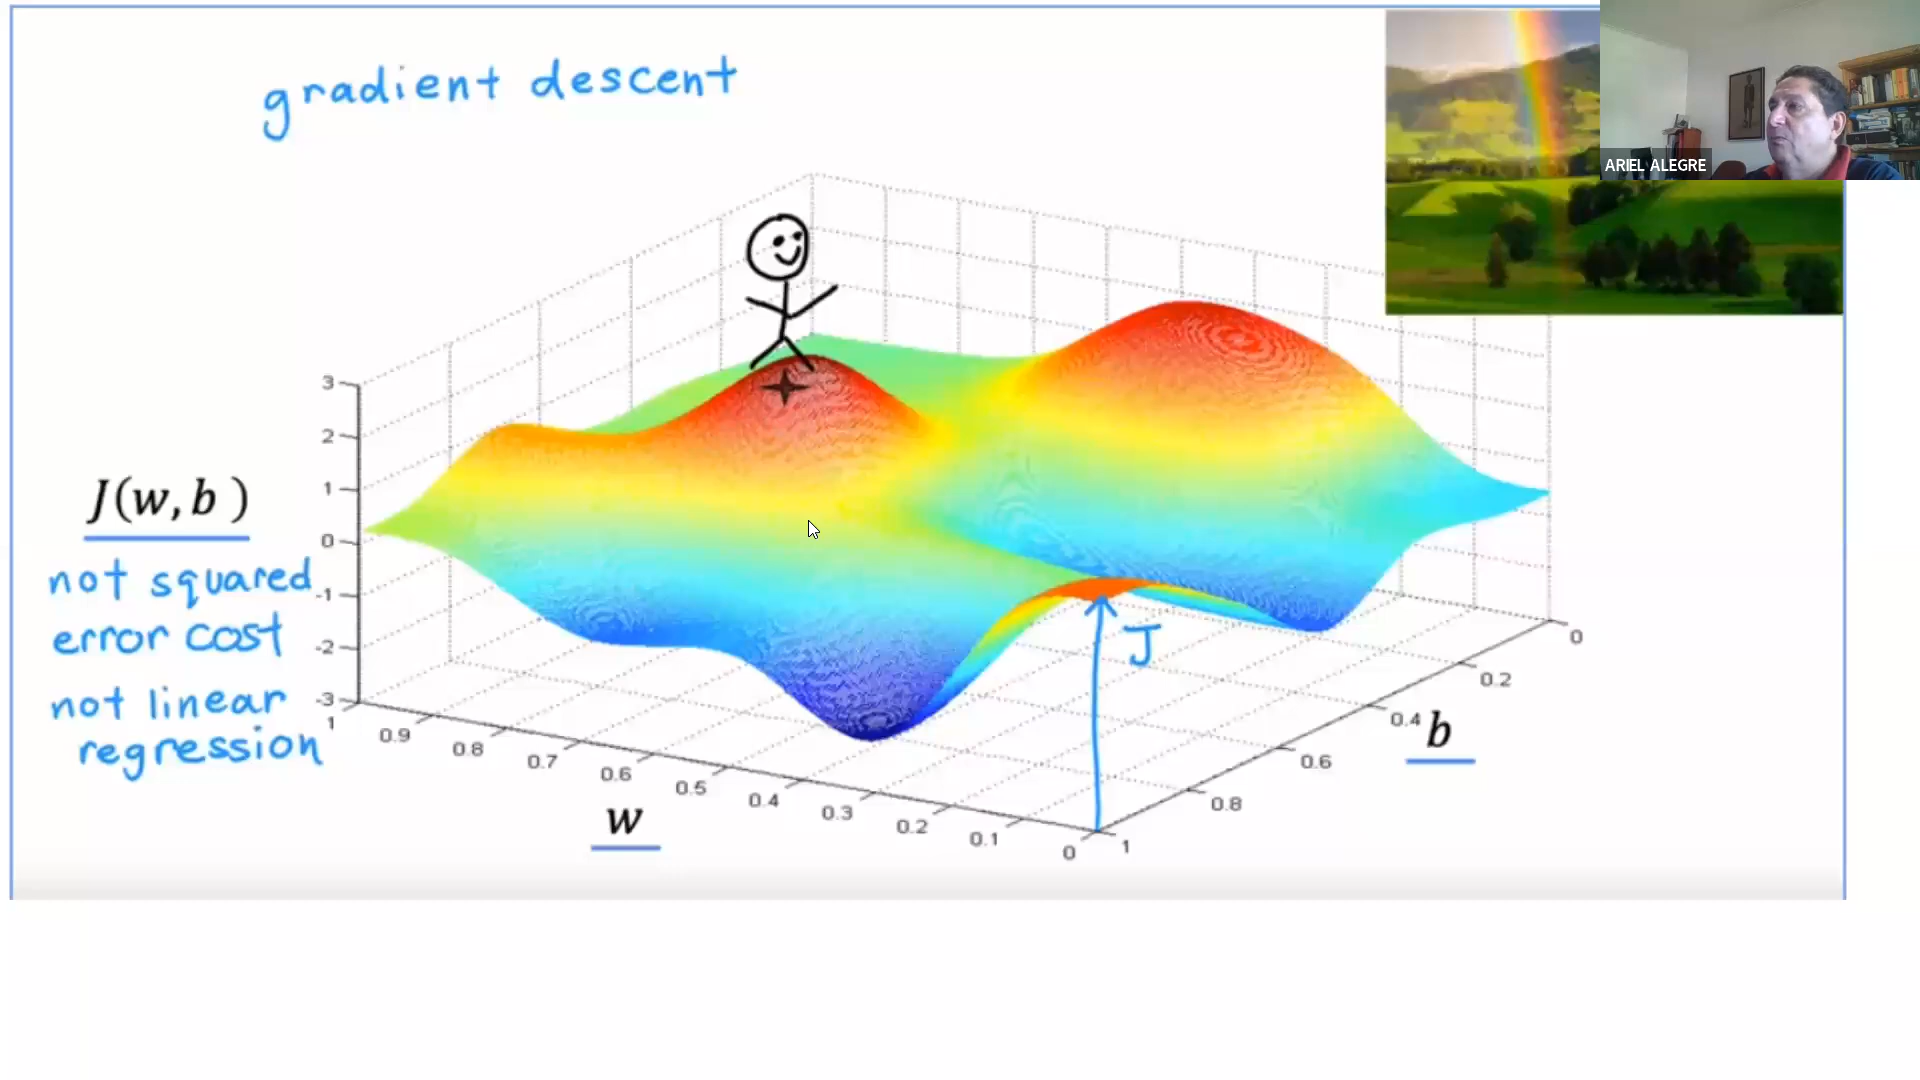 gradient descent
ARIEL ALEGRE
3
2
1
0
-1
-2
-3
J(w, b)
not squared
error cost
not linear
regression
J
1
0.9
0.8
0.7
0.6
0.5
0.4
0.3
0.2
0.1
0
w
1
0.8
0.6
0.4
0.2
0
b